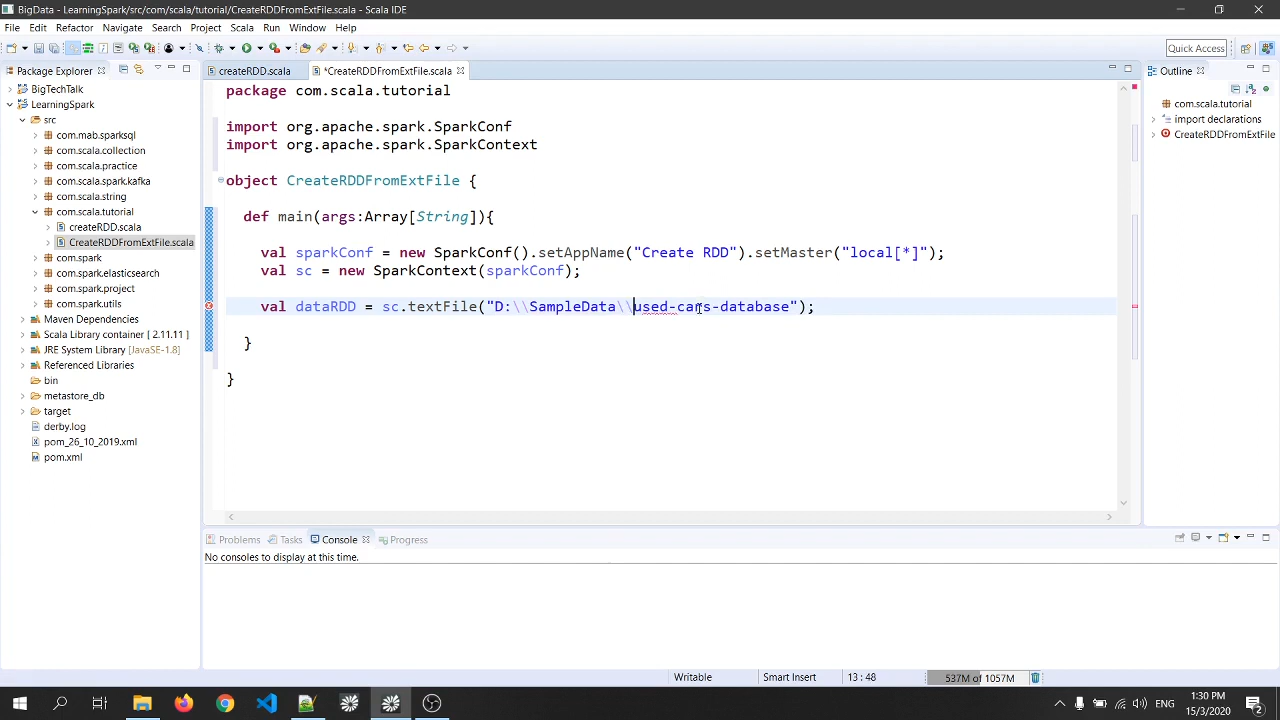 BigData - LearningSpark/src/com/scala/tutorial/CreateRDDFromExtFile.scala - Scala IDE
File Edit Refactor Navigate Search Project Scala Run Window Help
Quick Access
Package Explorer
createRDD.scala
*CreateRDDFromExtFile.scala
Outline
BigTechTalk
LearningSpark
src
com.mab.sparksql
com.scala.collection
com.scala.practice
com.scala.spark.kafka
com.scala.string
com.scala.tutorial
createRDD.scala
CreateRDDFromExtFile.scala
com.spark
com.spark.elasticsearch
com.spark.project
com.spark.utils
Maven Dependencies
Scala Library container [ 2.11.11 ]
JRE System Library [JavaSE-1.8]
Referenced Libraries
bin
metastore_db
target
derby.log
pom_26_10_2019.xml
pom.xml
package com.scala.tutorial
import org.apache.spark.SparkConf
import org.apache.spark.SparkContext
object CreateRDDFromExtFile {
def main(args:Array[String]){
val sparkConf = new SparkConf().setAppName("Create RDD").setMaster("local[*]");
val sc = new SparkContext(sparkConf);
val dataRDD = sc.textFile("D:\\SampleData\\used-cars-database");
}
}
com.scala.tutorial
import declarations
CreateRDDFromExtFile
Problems Tasks Console Progress
No consoles to display at this time.
Writable Smart Insert 13 : 48 537M of 1057M
1:30 PM
15/3/2020
2